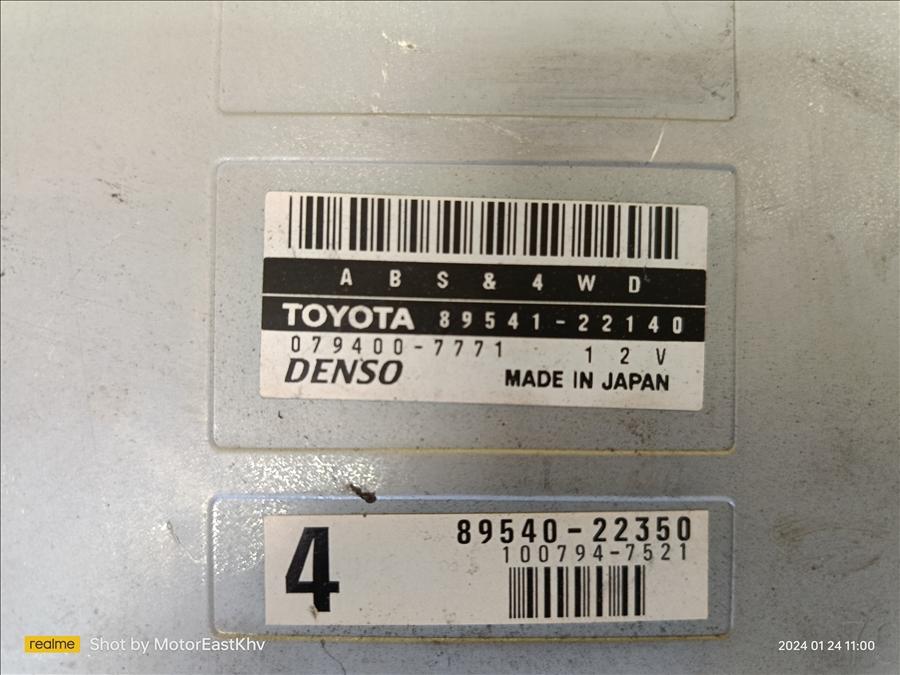 ABS&4WD
TOYOTA 89541-22140
079400-7771 12V
DENSO MADE IN JAPAN
4 89540-22350
100794-7521
realme Shot by MotorEastKhv 2024 01 24 11:00